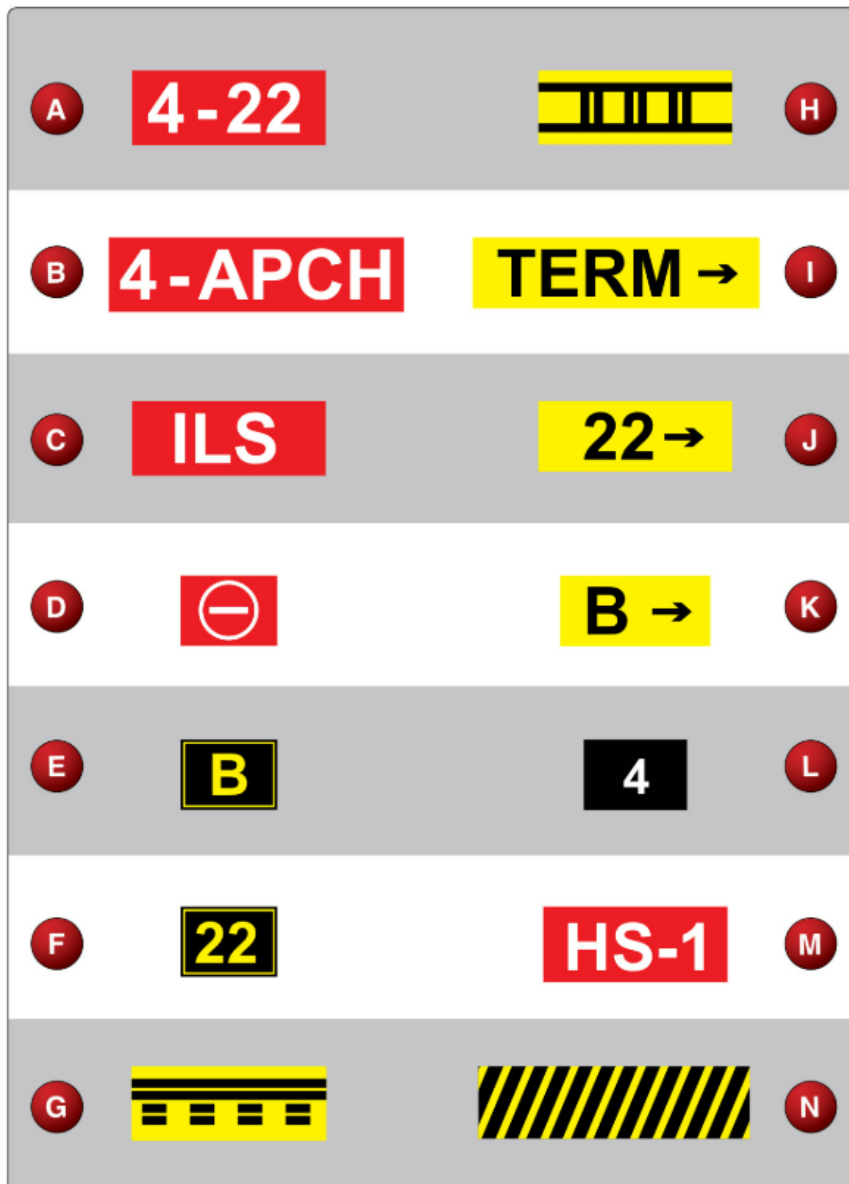 A 4-22 H
B 4-APCH TERM→ I
C ILS 22→ J
D K B→
E B 4 L
F 22 HS-1 M
G N